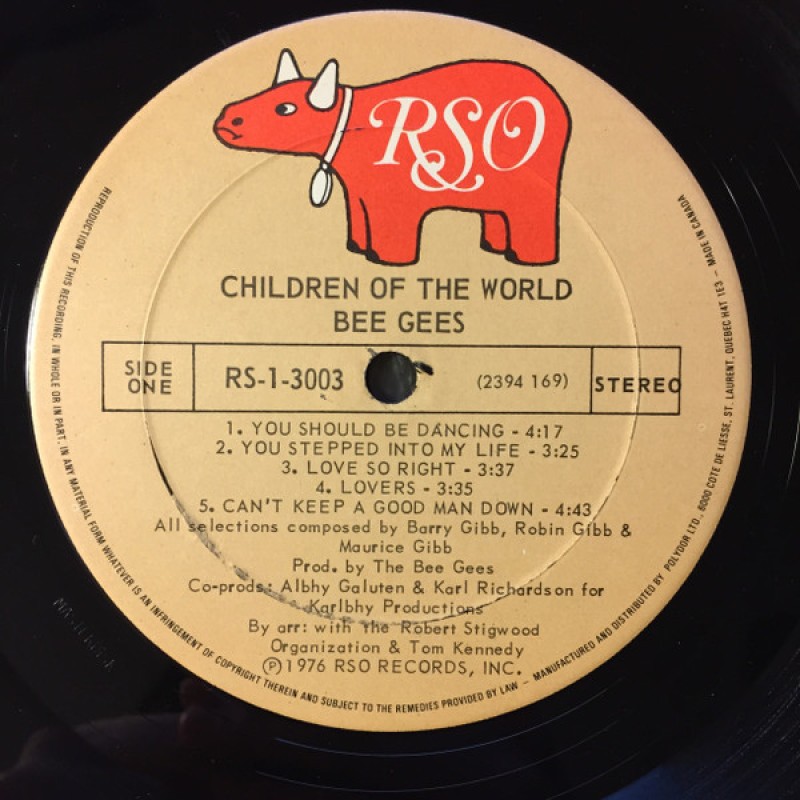 RSO
CHILDREN OF THE WORLD
BEE GEES
SIDE ONE
RS-1-3003
(2394 169)
STEREO
1. YOU SHOULD BE DANCING - 4:17
2. YOU STEPPED INTO MY LIFE - 3:25
3. LOVE SO RIGHT - 3:37
4. LOVERS - 3:35
5. CAN'T KEEP A GOOD MAN DOWN - 4:43
All selections composed by Barry Gibb, Robin Gibb &
Maurice Gibb
Prod. by The Bee Gees
Co-prods: Albhy Galuten & Karl Richardson for
Karlbhy Productions
By arr: with the Robert Stigwood
Organization & Tom Kennedy
Ⓟ1976 RSO RECORDS, INC.
REPRODUCTION OF THIS RECORDING, IN WHOLE OR IN PART, IN ANY MATERIAL FORM WHATEVER IS AN INFRINGEMENT OF COPYRIGHT THEREIN AND SUBJECT TO THE REMEDIES PROVIDED BY LAW – MANUFACTURED AND DISTRIBUTED BY POLYDOR LTD., 6000 COTE DE LIESSE, ST. LAURENT, QUEBEC H4T 1E3 – MADE IN CANADA